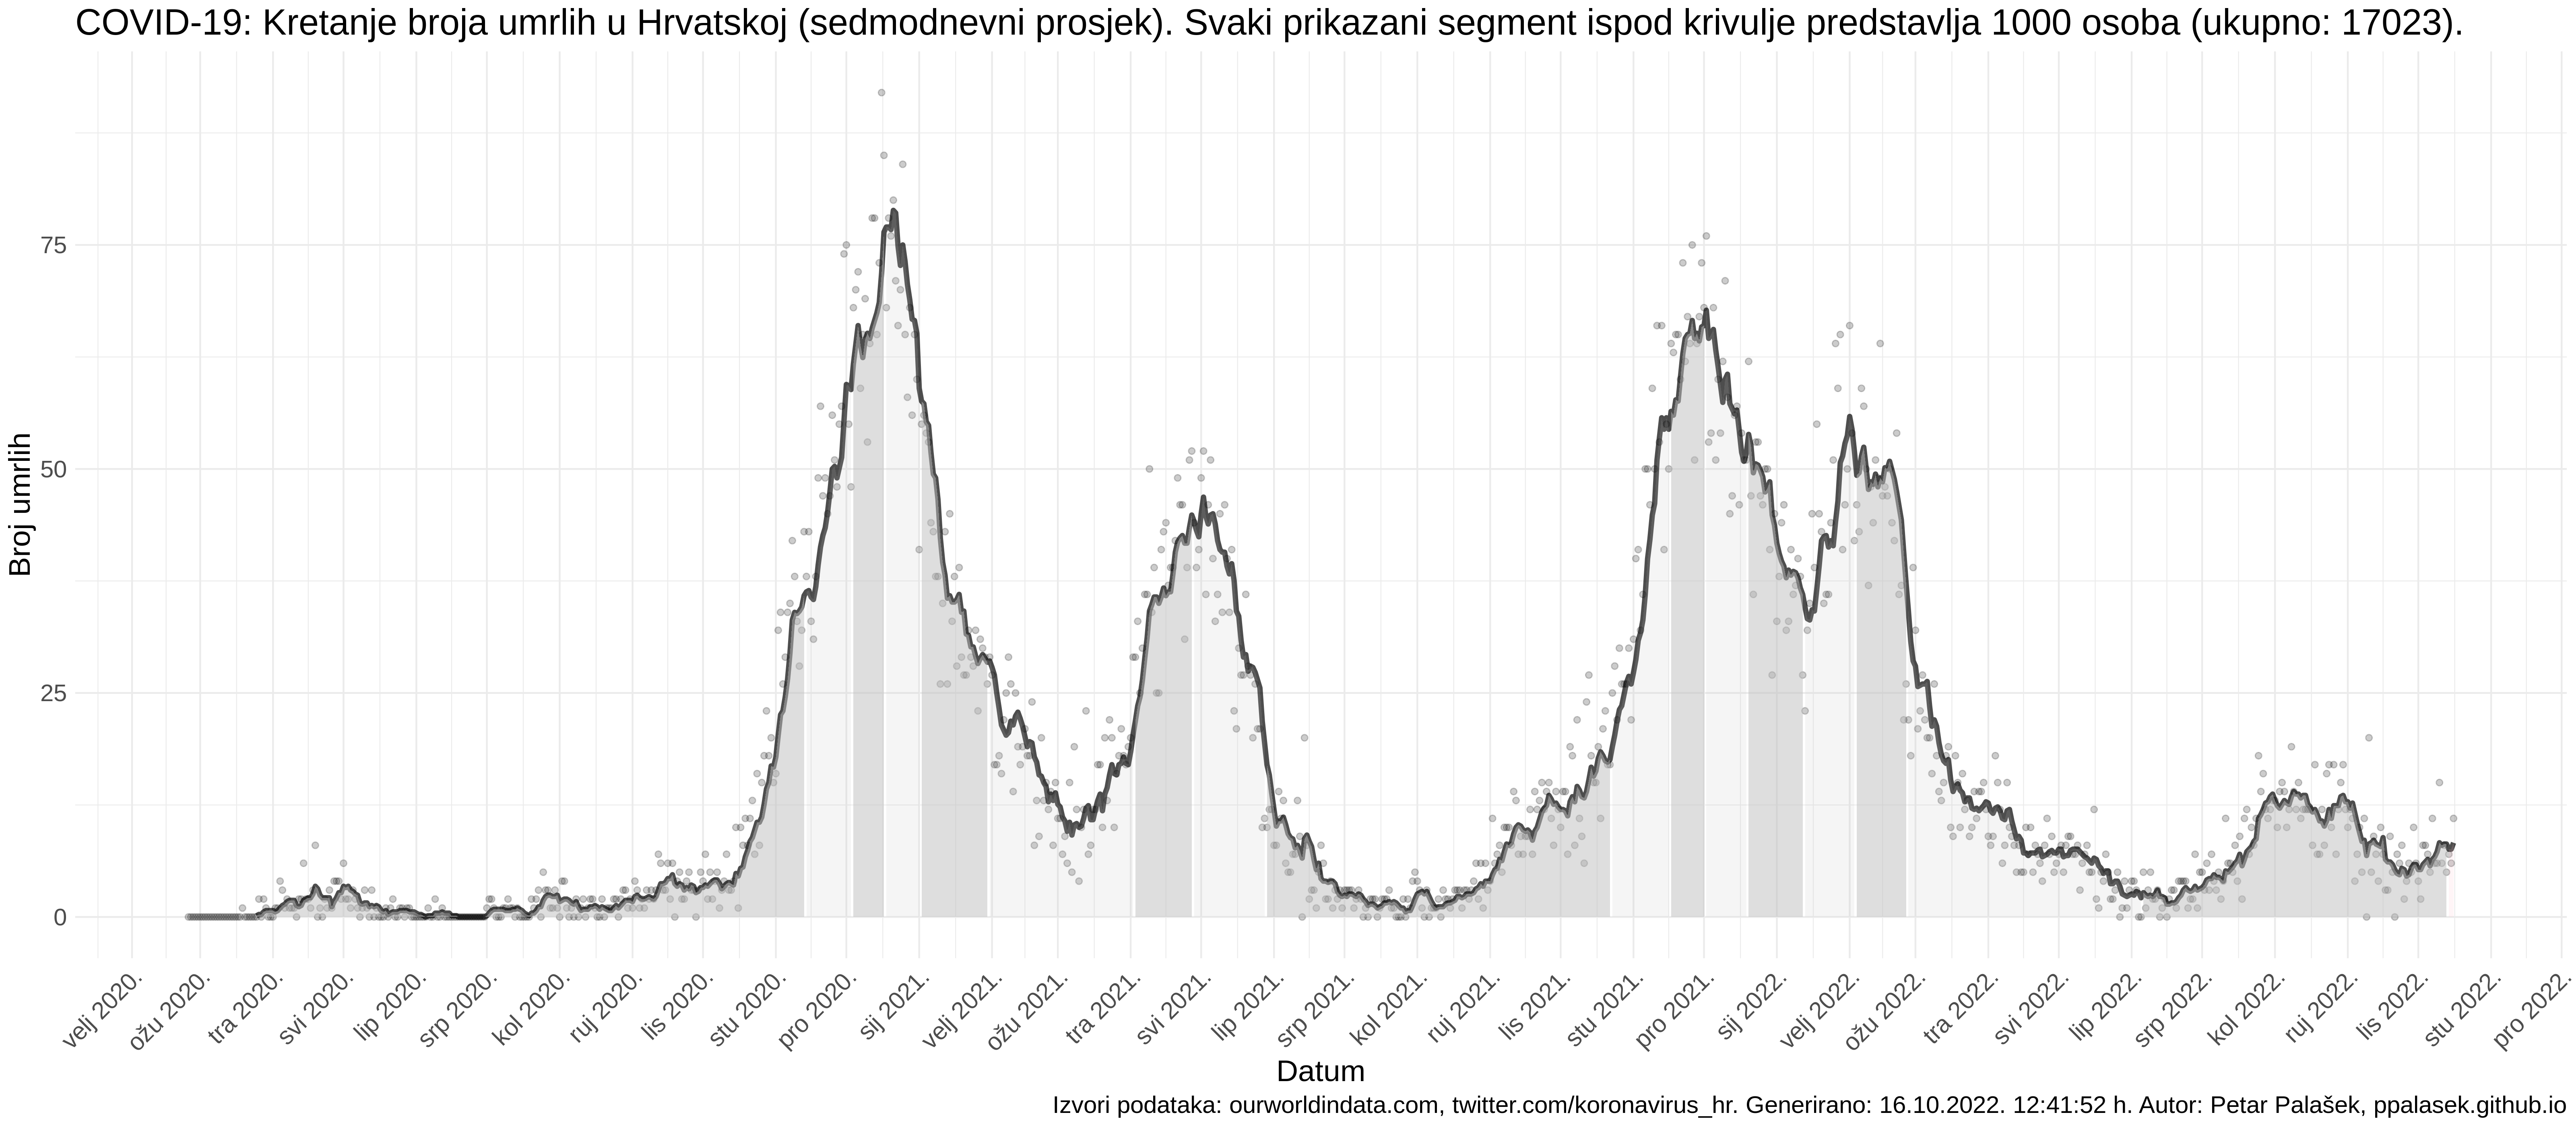 COVID-19: Kretanje broja umrlih u Hrvatskoj (sedmodnevni prosjek). Svaki prikazani segment ispod krivulje predstavlja 1000 osoba (ukupno: 17023).
Broj umrlih
75
50
25
0
velj 2020.
ožu 2020.
tra 2020.
svi 2020.
lip 2020.
srp 2020.
kol 2020.
ruj 2020.
lis 2020.
stu 2020.
pro 2020.
sij 2021.
velj 2021.
ožu 2021.
tra 2021.
svi 2021.
lip 2021.
srp 2021.
kol 2021.
ruj 2021.
lis 2021.
stu 2021.
pro 2021.
sij 2022.
velj 2022.
ožu 2022.
tra 2022.
svi 2022.
lip 2022.
srp 2022.
kol 2022.
ruj 2022.
lis 2022.
stu 2022.
pro 2022.
Datum
Izvori podataka: ourworldindata.com, twitter.com/koronavirus_hr. Generirano: 16.10.2022. 12:41:52 h. Autor: Petar Palašek, ppalasek.github.io